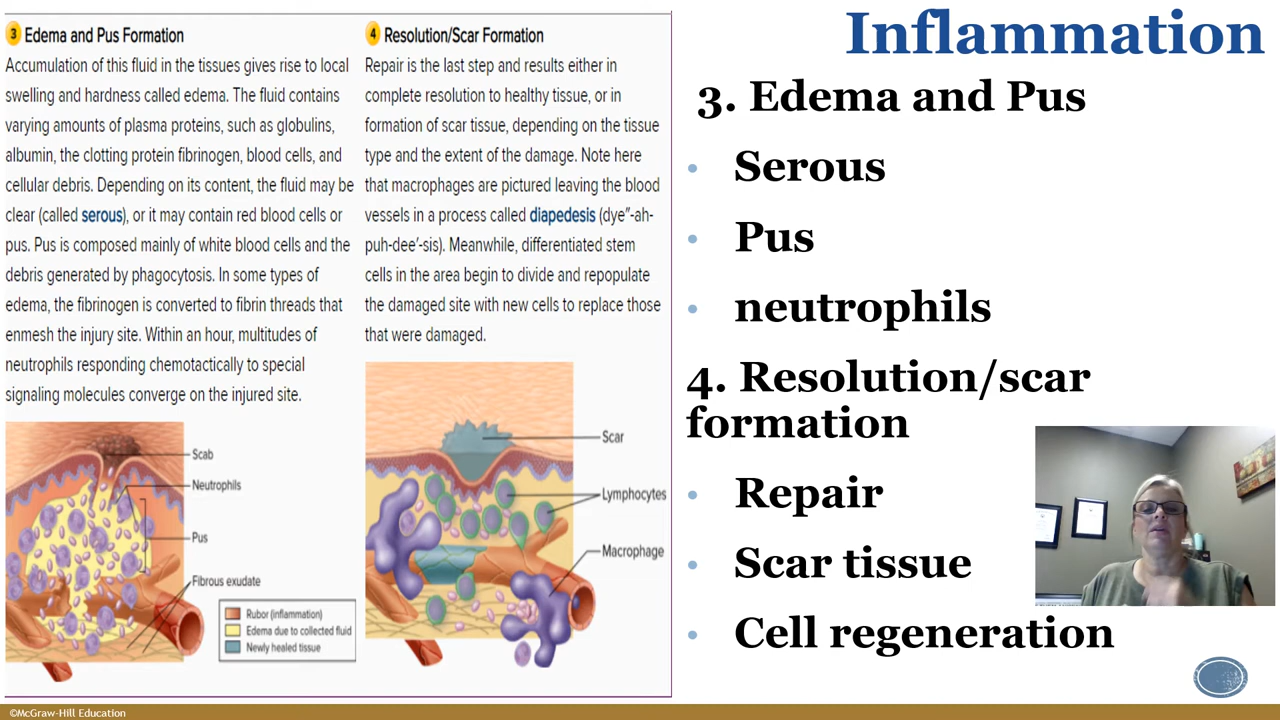 3 Edema and Pus Formation
Accumulation of this fluid in the tissues gives rise to local
swelling and hardness called edema. The fluid contains
varying amounts of plasma proteins, such as globulins,
albumin, the clotting protein fibrinogen, blood cells, and
cellular debris. Depending on its content, the fluid may be
clear (called serous), or it may contain red blood cells or
pus. Pus is composed mainly of white blood cells and the
debris generated by phagocytosis. In some types of
edema, the fibrinogen is converted to fibrin threads that
enmesh the injury site. Within an hour, multitudes of
neutrophils responding chemotactically to special
signaling molecules converge on the injured site.
Scab
Neutrophils
Pus
Fibrous exudate
Rubor (inflammation)
Edema due to collected fluid
Newly healed tissue
4 Resolution/Scar Formation
Repair is the last step and results either in
complete resolution to healthy tissue, or in
formation of scar tissue, depending on the tissue
type and the extent of the damage. Note here
that macrophages are pictured leaving the blood
vessels in a process called diapedesis (dye″-ah-
puh-dee′-sis). Meanwhile, differentiated stem
cells in the area begin to divide and repopulate
the damaged site with new cells to replace those
that were damaged.
Scar
Lymphocytes
Macrophage
Inflammation
3. Edema and Pus
• Serous
• Pus
• neutrophils
4. Resolution/scar
formation
• Repair
• Scar tissue
• Cell regeneration
©McGraw-Hill Education